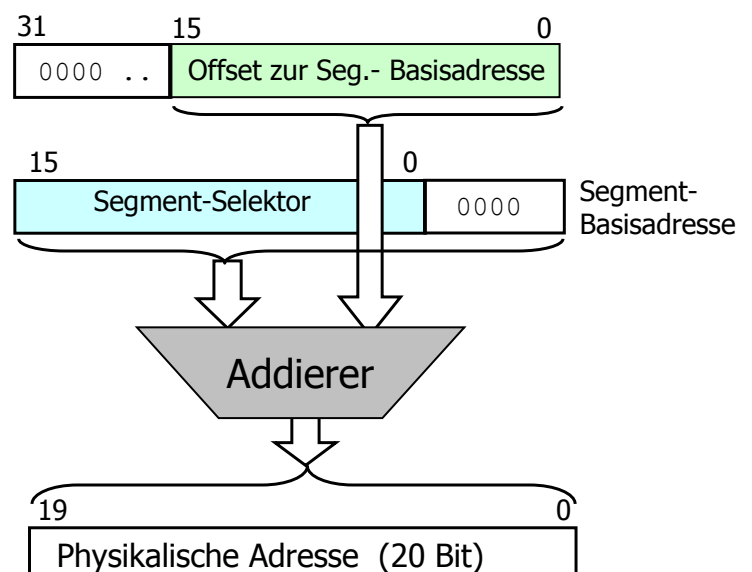 31 15 0
0000 .. Offset zur Seg.- Basisadresse
15 0
Segment-Selektor 0000 Segment-
Basisadresse
Addierer
19 0
Physikalische Adresse (20 Bit)